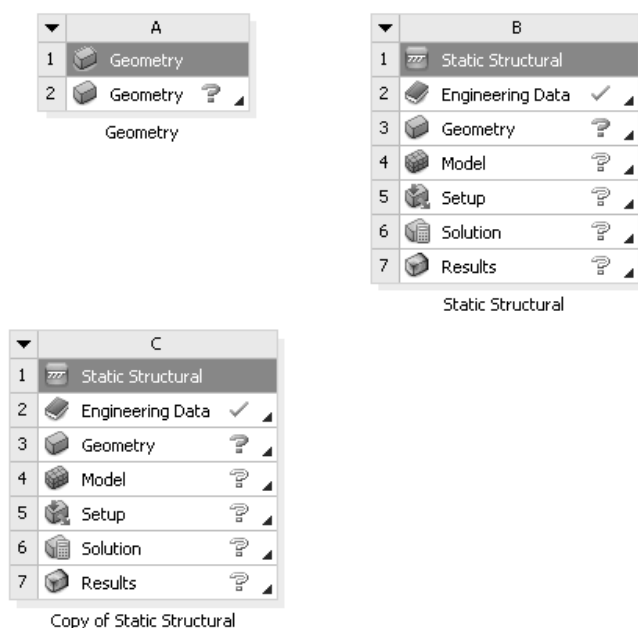 A
1 Geometry
2 Geometry ?
Geometry
B
1 Static Structural
2 Engineering Data ✓
3 Geometry ?
4 Model ?
5 Setup ?
6 Solution ?
7 Results ?
Static Structural
C
1 Static Structural
2 Engineering Data ✓
3 Geometry ?
4 Model ?
5 Setup ?
6 Solution ?
7 Results ?
Copy of Static Structural